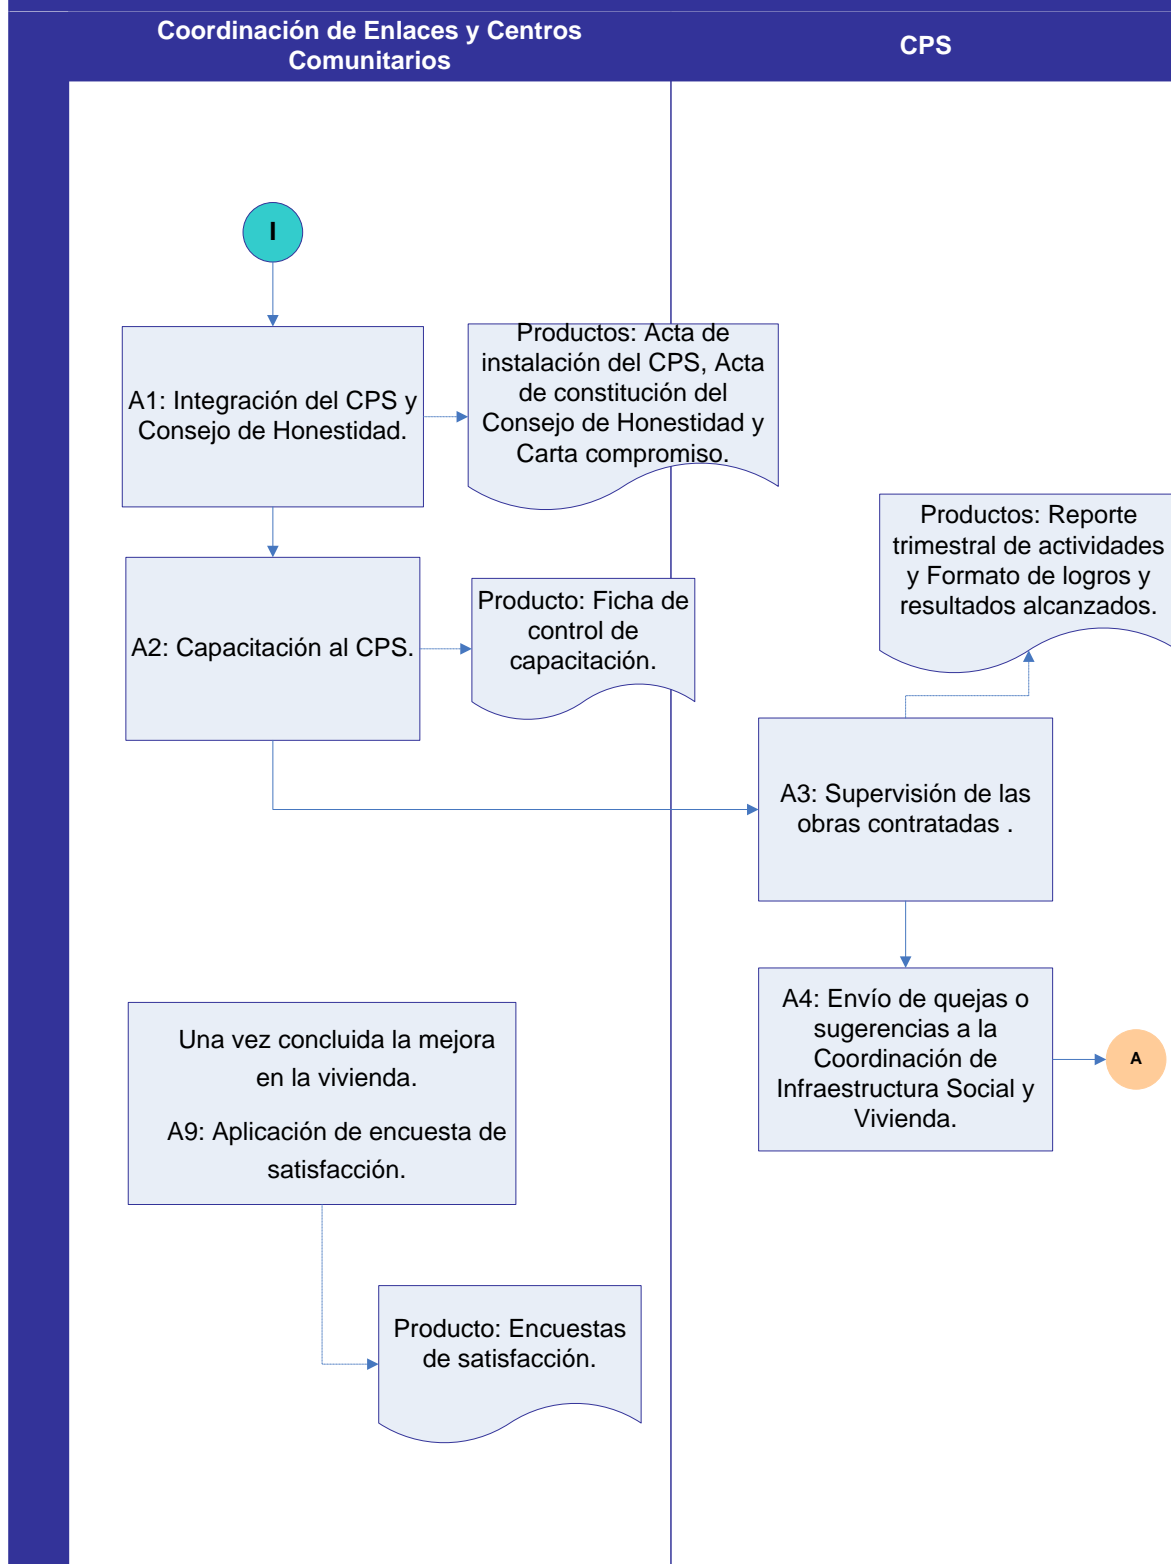 Coordinación de Enlaces y Centros
Comunitarios
CPS
I
A1: Integración del CPS y
Consejo de Honestidad.
Productos: Acta de
instalación del CPS, Acta
de constitución del
Consejo de Honestidad y
Carta compromiso.
A2: Capacitación al CPS.
Producto: Ficha de
control de
capacitación.
Productos: Reporte
trimestral de actividades
y Formato de logros y
resultados alcanzados.
A3: Supervisión de las
obras contratadas .
A4: Envío de quejas o
sugerencias a la
Coordinación de
Infraestructura Social y
Vivienda.
A
Una vez concluida la mejora
en la vivienda.
A9: Aplicación de encuesta de
satisfacción.
Producto: Encuestas
de satisfacción.